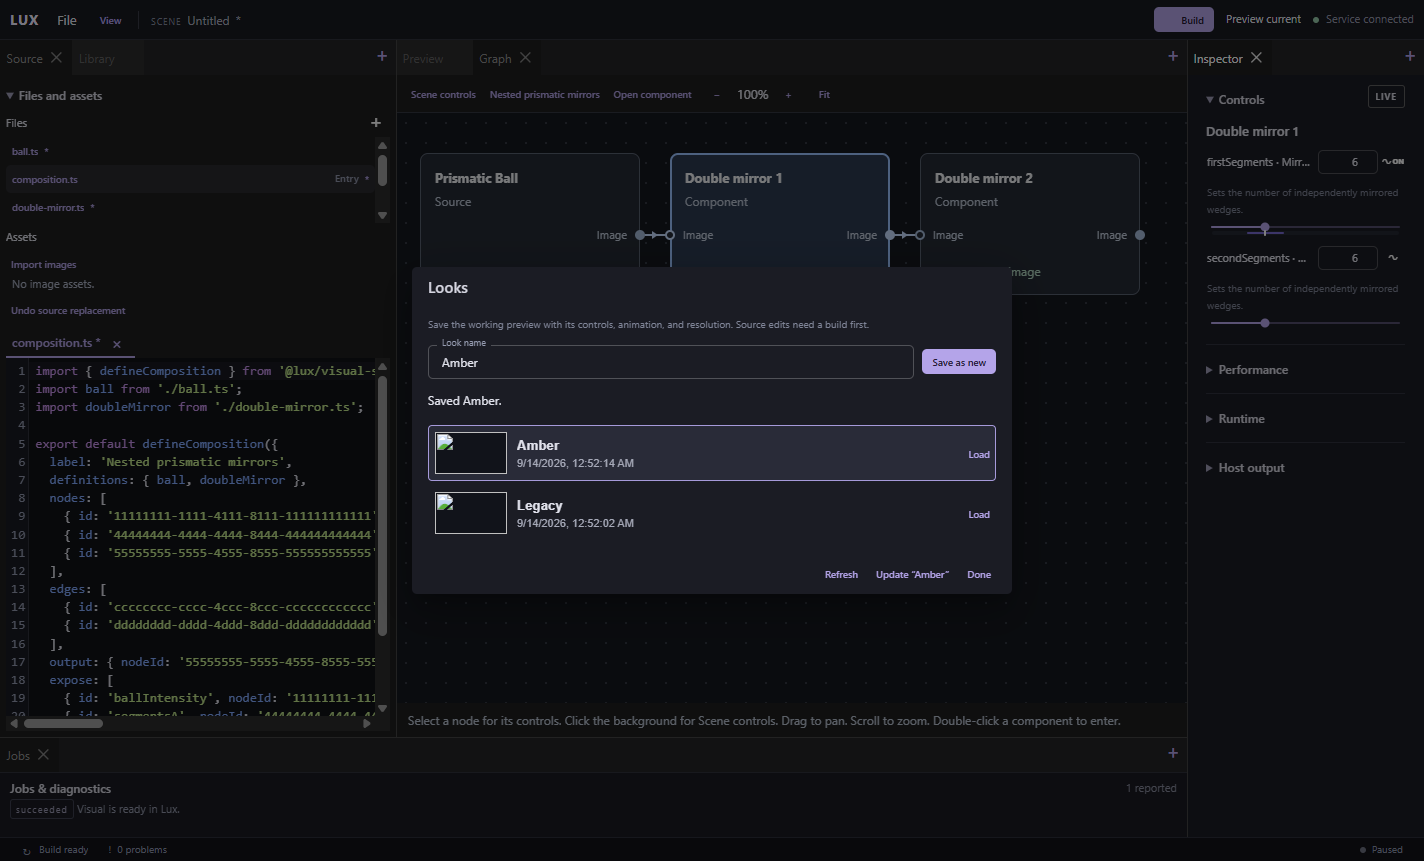 LUX File View SCENE Untitled *
Build Preview current Service connected
Source Library
Preview Graph
Inspector
Files and assets
Files
ball.ts *
composition.ts Entry *
double-mirror.ts *
Assets
Import images
No image assets.
Undo source replacement
composition.ts *
1 import { defineComposition } from '@lux/visual-s
2 import ball from './ball.ts';
3 import doubleMirror from './double-mirror.ts';
4
5 export default defineComposition({
6 label: 'Nested prismatic mirrors',
7 definitions: { ball, doubleMirror },
8 nodes: [
9 { id: '11111111-1111-4111-8111-111111111111'
10 { id: '44444444-4444-4444-8444-444444444444'
11 { id: '55555555-5555-4555-8555-555555555555'
12 ],
13 edges: [
14 { id: 'cccccccc-cccc-4ccc-8ccc-cccccccccccc'
15 { id: 'dddddddd-dddd-4ddd-8ddd-dddddddddddd'
16 ],
17 output: { nodeId: '55555555-5555-4555-8555-555
18 expose: [
19 { id: 'ballIntensity', nodeId: '11111111-111
20 { id: 'segmentsA', nodeId: '44444444-4444-44
Scene controls Nested prismatic mirrors Open component − 100% + Fit
Prismatic Ball
Source
Image
Double mirror 1
Component
Image Image
Double mirror 2
Component
Image Image
image
Looks
Save the working preview with its controls, animation, and resolution. Source edits need a build first.
Look name
Amber
Save as new
Saved Amber.
Amber
9/14/2026, 12:52:14 AM
Load
Legacy
9/14/2026, 12:52:02 AM
Load
Refresh Update “Amber” Done
Select a node for its controls. Click the background for Scene controls. Drag to pan. Scroll to zoom. Double-click a component to enter.
Controls LIVE
Double mirror 1
firstSegments · Mirr... 6 ON
Sets the number of independently mirrored
wedges.
secondSegments · ... 6
Sets the number of independently mirrored
wedges.
Performance
Runtime
Host output
Jobs
Jobs & diagnostics 1 reported
succeeded Visual is ready in Lux.
Build ready ! 0 problems
Paused